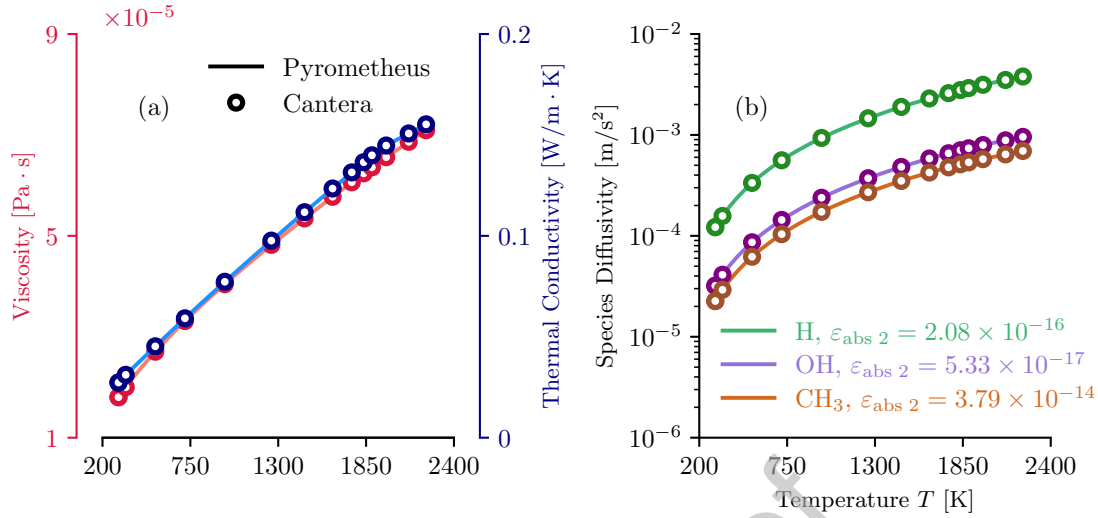 ×10⁻⁵
9
5
1
Viscosity [Pa · s]
Pyrometheus
Cantera
(a)
0.2
0.1
0
Thermal Conductivity [W/m · K]
200 750 1300 1850 2400
10⁻²
10⁻³
10⁻⁴
10⁻⁵
10⁻⁶
Species Diffusivity [m/s²]
(b)
H, ε_abs 2 = 2.08 × 10⁻¹⁶
OH, ε_abs 2 = 5.33 × 10⁻¹⁷
CH₃, ε_abs 2 = 3.79 × 10⁻¹⁴
200 750 1300 1850 2400
Temperature T [K]